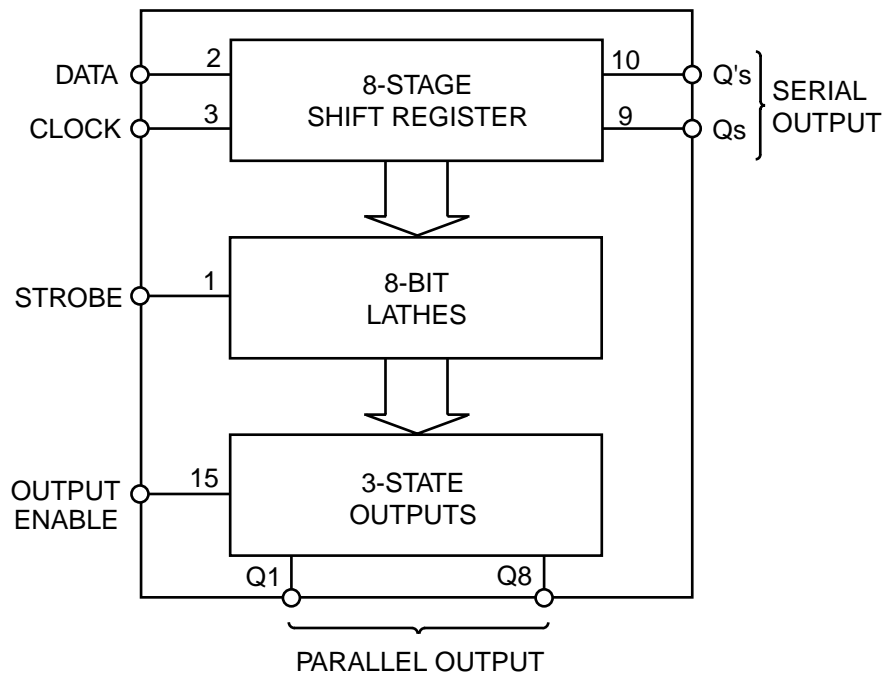 DATA
2
8-STAGE
SHIFT REGISTER
10
Q's
CLOCK
3
9
Qs
SERIAL
OUTPUT
STROBE
1
8-BIT
LATHES
OUTPUT
ENABLE
15
3-STATE
OUTPUTS
Q1
Q8
PARALLEL OUTPUT